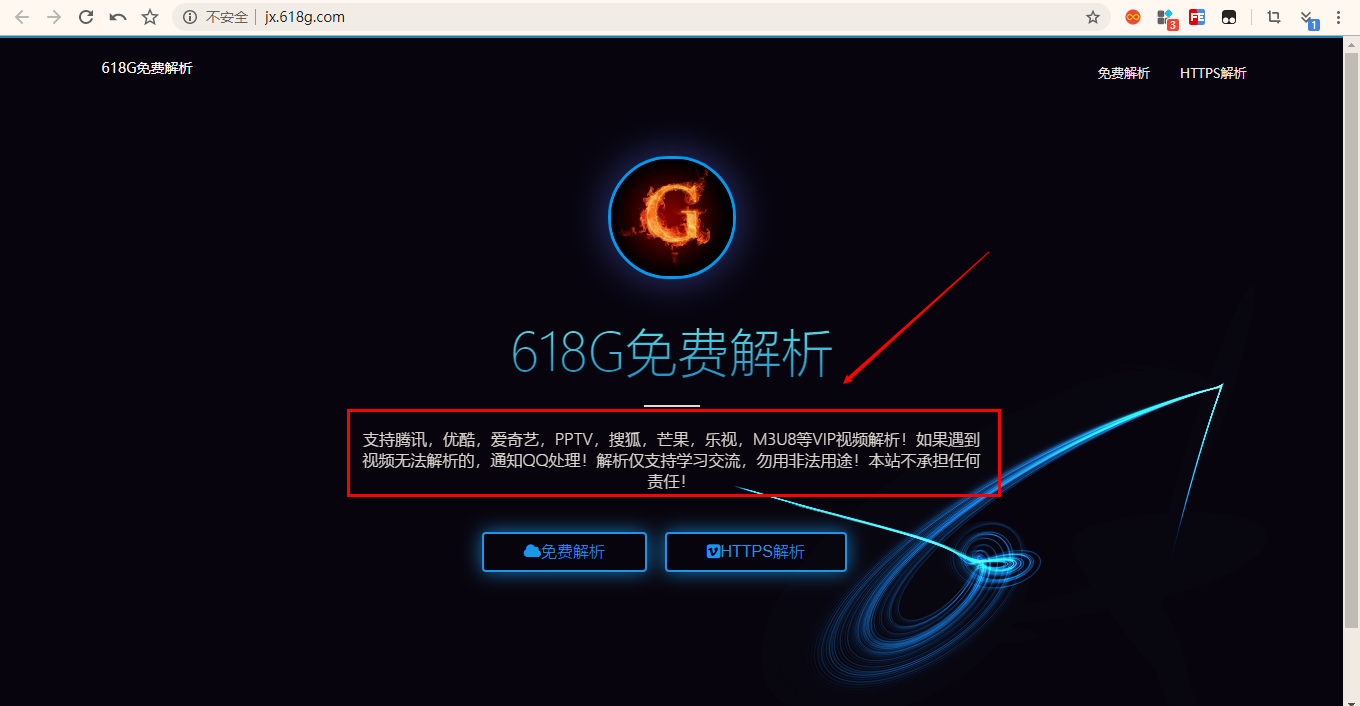 不安全 jx.618g.com
3
FE
1
618G免费解析
免费解析 HTTPS解析
G
618G免费解析
支持腾讯，优酷，爱奇艺，PPTV，搜狐，芒果，乐视，M3U8等VIP视频解析！如果遇到
视频无法解析的，通知QQ处理！解析仅支持学习交流，勿用非法用途！本站不承担任何
责任！
免费解析 HTTPS解析